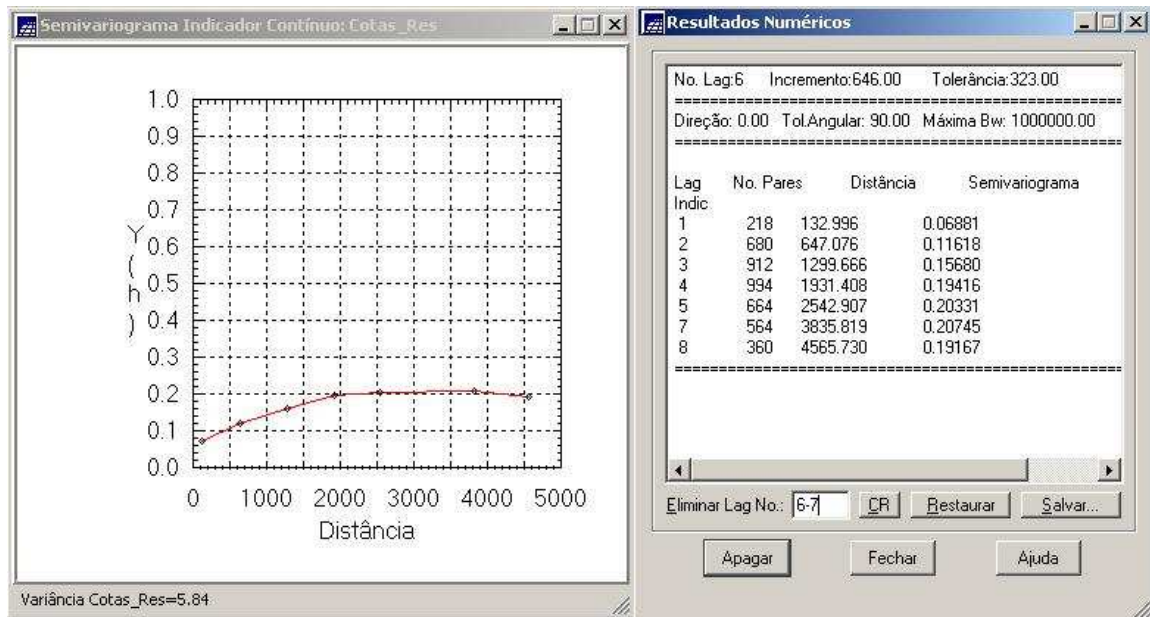 Semivariograma Indicador Contínuo: Cotas_Res
1.0
0.9
0.8
0.7
0.6
0.5
0.4
0.3
0.2
0.1
0.0
Y(h)
0 1000 2000 3000 4000 5000
Distância
Variância Cotas_Res=5.84
Resultados Numéricos
No. Lag:6 Incremento:646.00 Tolerância:323.00
==================================================
Direção: 0.00 Tol.Angular: 90.00 Máxima Bw: 1000000.00
==================================================
Lag No. Pares Distância Semivariograma
Indic
1 218 132.996 0.06881
2 680 647.076 0.11618
3 912 1299.666 0.15680
4 994 1931.408 0.19416
5 664 2542.907 0.20331
7 564 3835.819 0.20745
8 360 4565.730 0.19167
==================================================
Eliminar Lag No.: 6-7 CR Restaurar Salvar...
Apagar Fechar Ajuda